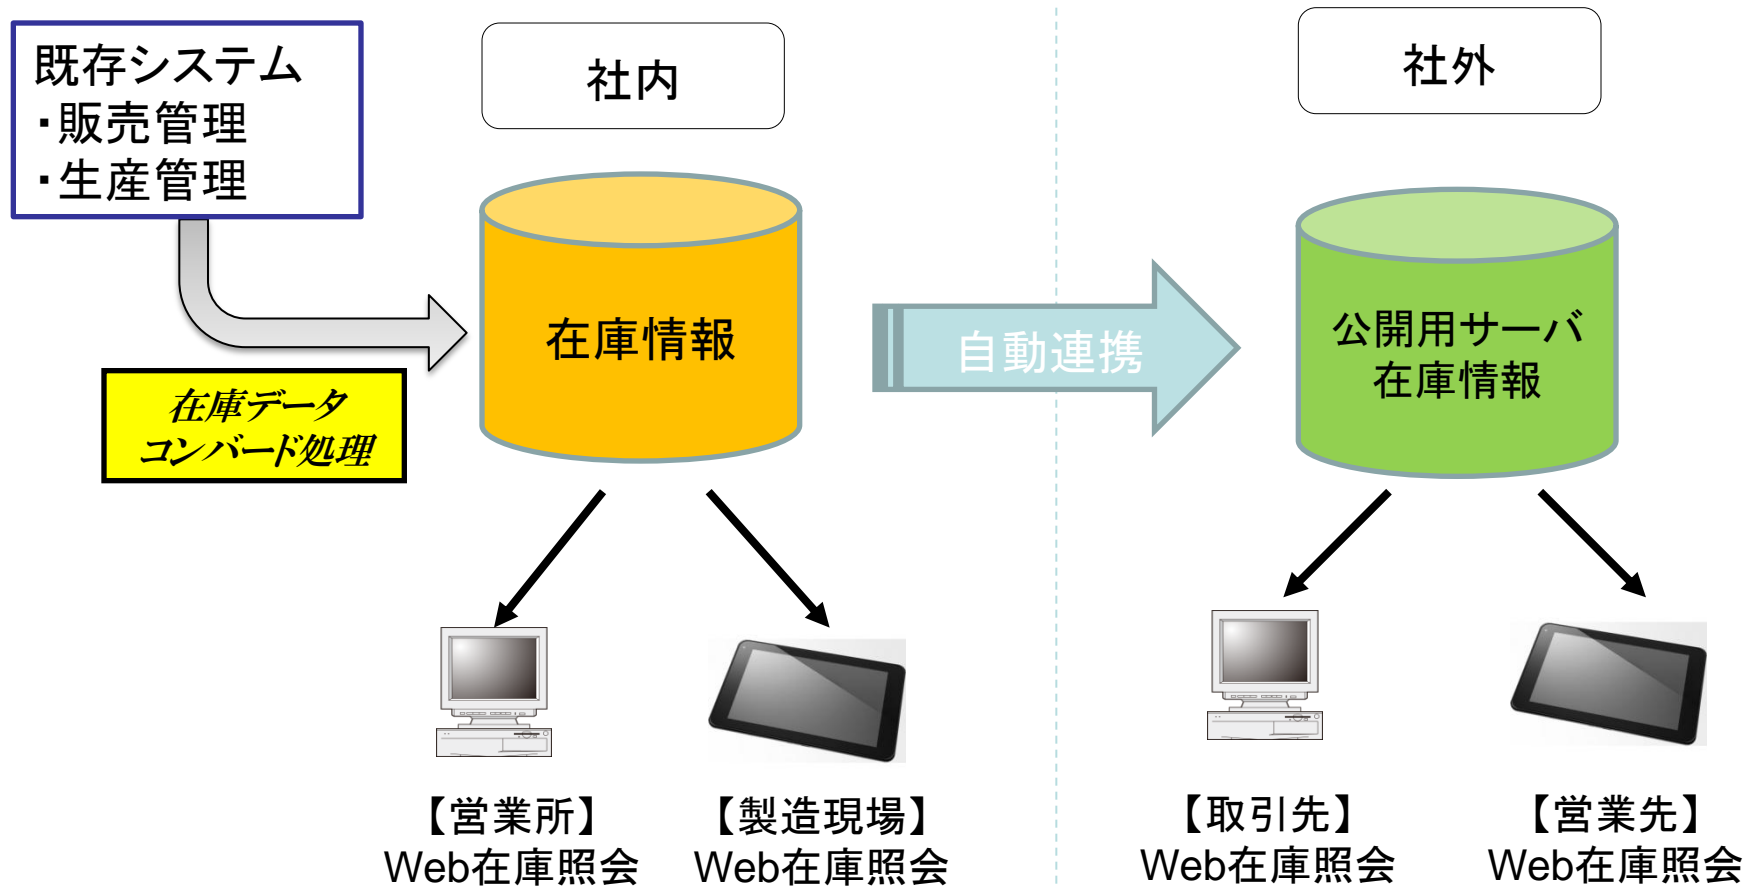 既存システム
・販売管理
・生産管理
社内
社外
在庫情報
自動連携
公開用サーバ
在庫情報
在庫データ
コンバード処理
【営業所】
Web在庫照会
【製造現場】
Web在庫照会
【取引先】
Web在庫照会
【営業先】
Web在庫照会